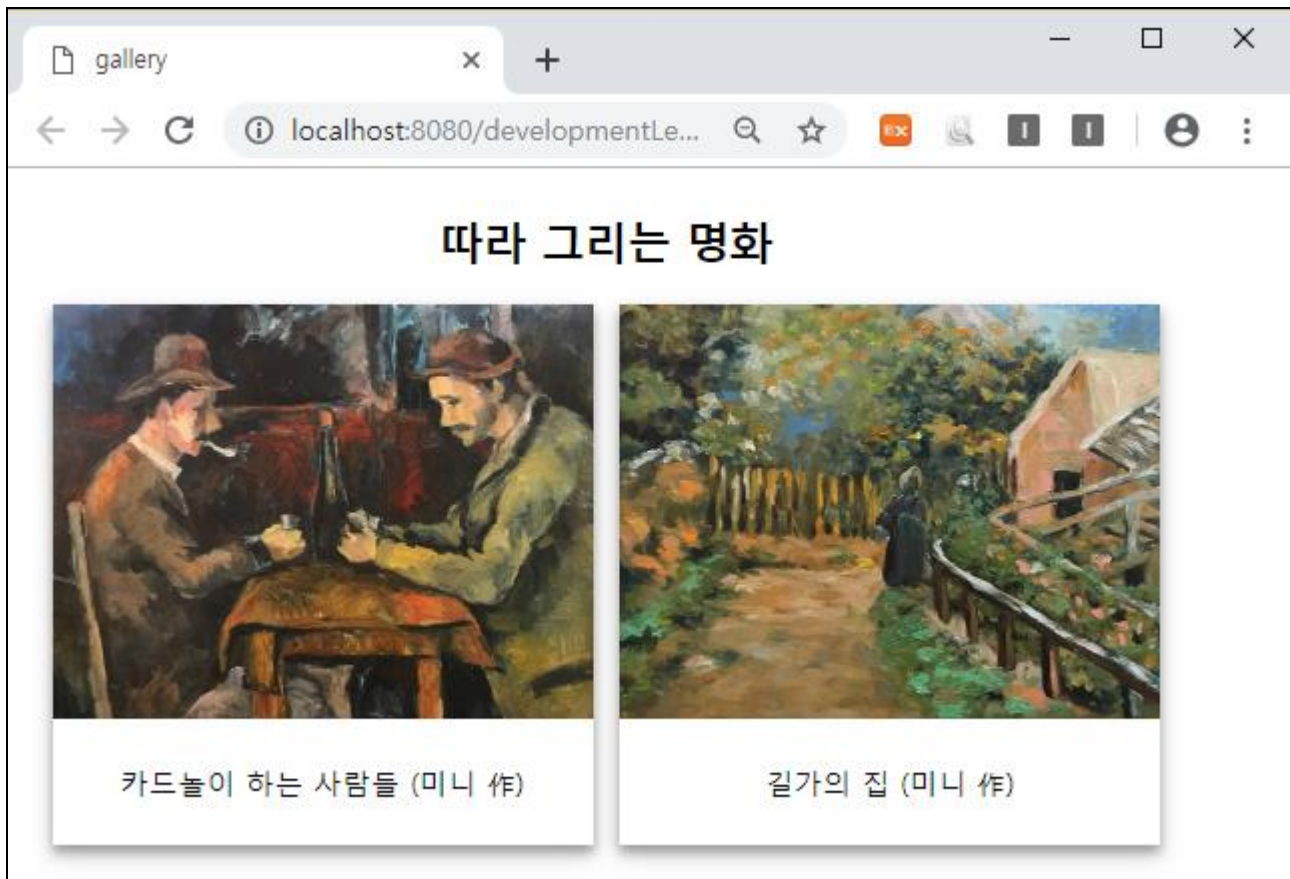 gallery
localhost:8080/developmentLe...
따라 그리는 명화
카드놀이 하는 사람들 (미니 作)
길가의 집 (미니 作)